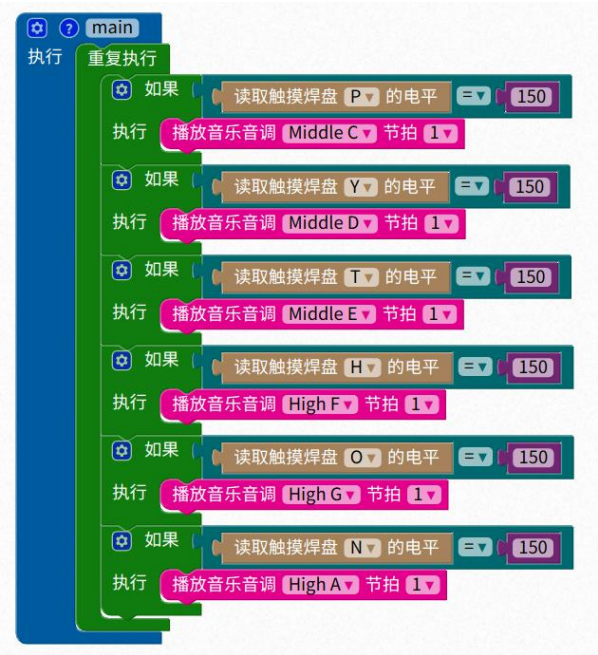 ? main
执行 重复执行
如果 读取触摸焊盘 P 的电平 = 150
执行 播放音乐音调 Middle C 节拍 1
如果 读取触摸焊盘 Y 的电平 = 150
执行 播放音乐音调 Middle D 节拍 1
如果 读取触摸焊盘 T 的电平 = 150
执行 播放音乐音调 Middle E 节拍 1
如果 读取触摸焊盘 H 的电平 = 150
执行 播放音乐音调 High F 节拍 1
如果 读取触摸焊盘 O 的电平 = 150
执行 播放音乐音调 High G 节拍 1
如果 读取触摸焊盘 N 的电平 = 150
执行 播放音乐音调 High A 节拍 1